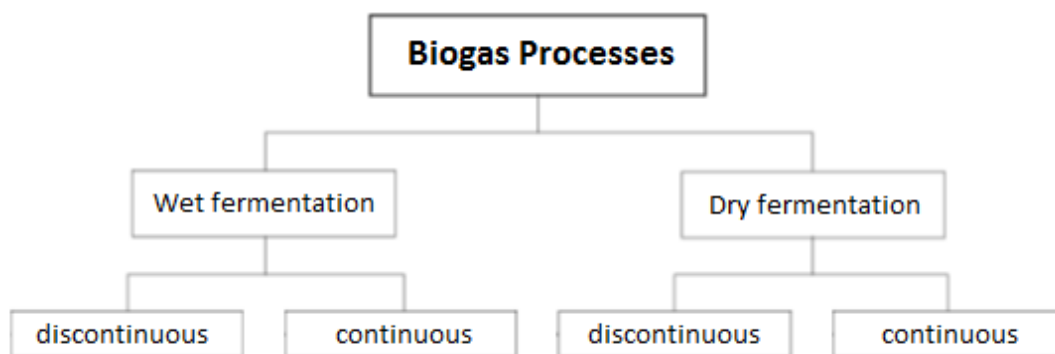 Biogas Processes
Wet fermentation
Dry fermentation
discontinuous
continuous
discontinuous
continuous